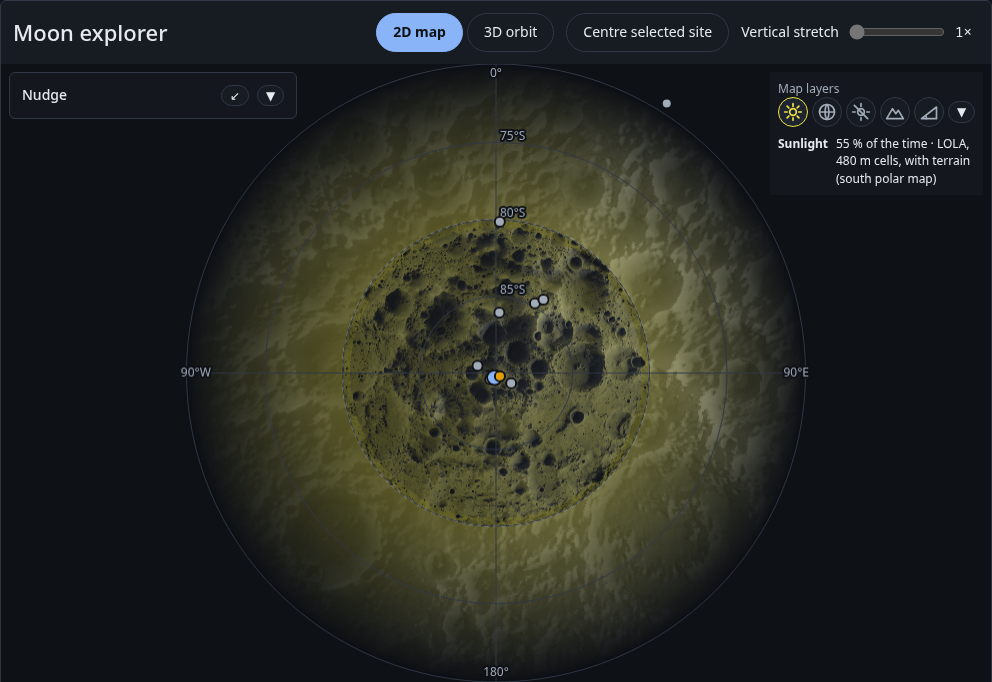 Moon explorer
2D map
3D orbit
Centre selected site
Vertical stretch
1×
Nudge
Map layers
Sunlight 55 % of the time · LOLA,
480 m cells, with terrain
(south polar map)
0°
75°S
80°S
85°S
90°W
90°E
180°